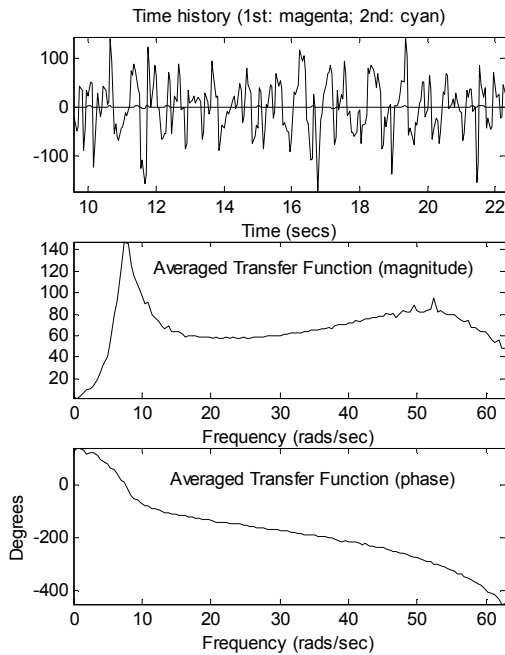 Time history (1st: magenta; 2nd: cyan)
100
0
-100
10 12 14 16 18 20 22
Time (secs)
140
120
100
80
60
40
20
Averaged Transfer Function (magnitude)
0 10 20 30 40 50 60
Frequency (rads/sec)
Degrees
0
-200
-400
Averaged Transfer Function (phase)
0 10 20 30 40 50 60
Frequency (rads/sec)